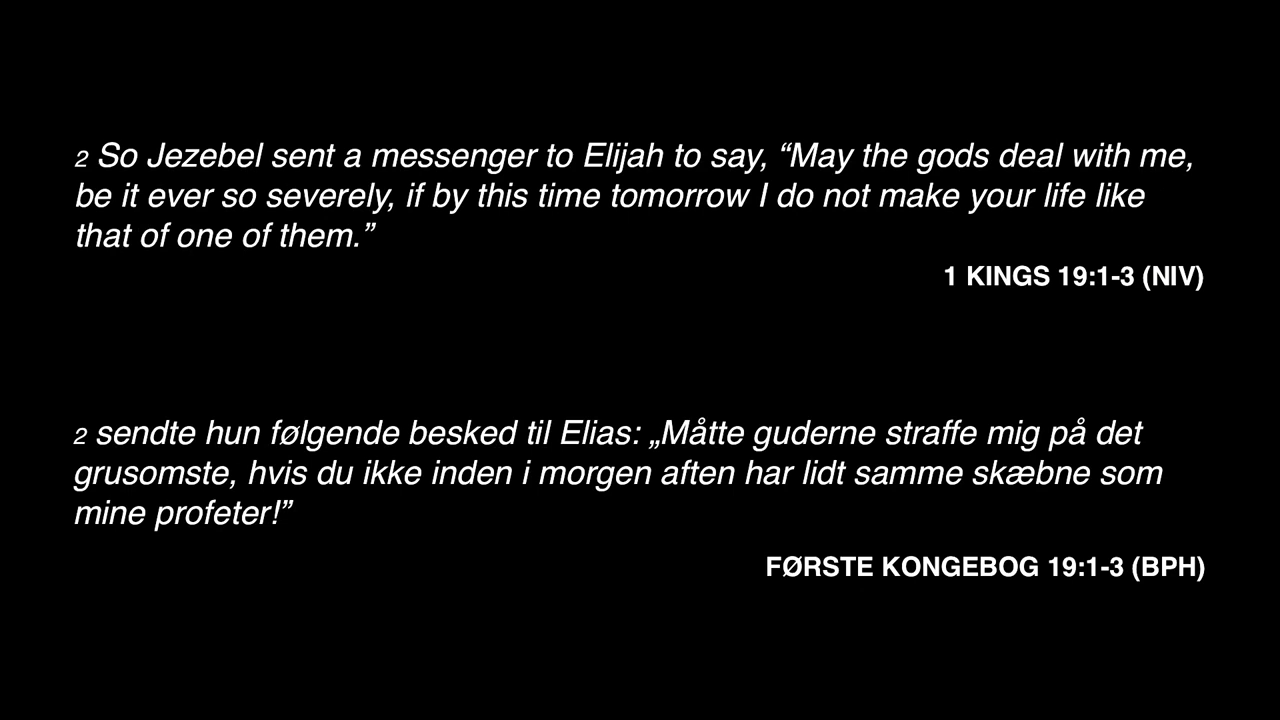 2 So Jezebel sent a messenger to Elijah to say, “May the gods deal with me,
be it ever so severely, if by this time tomorrow I do not make your life like
that of one of them.”
1 KINGS 19:1-3 (NIV)
2 sendte hun følgende besked til Elias: „Måtte guderne straffe mig på det
grusomste, hvis du ikke inden i morgen aften har lidt samme skæbne som
mine profeter!”
FØRSTE KONGEBOG 19:1-3 (BPH)